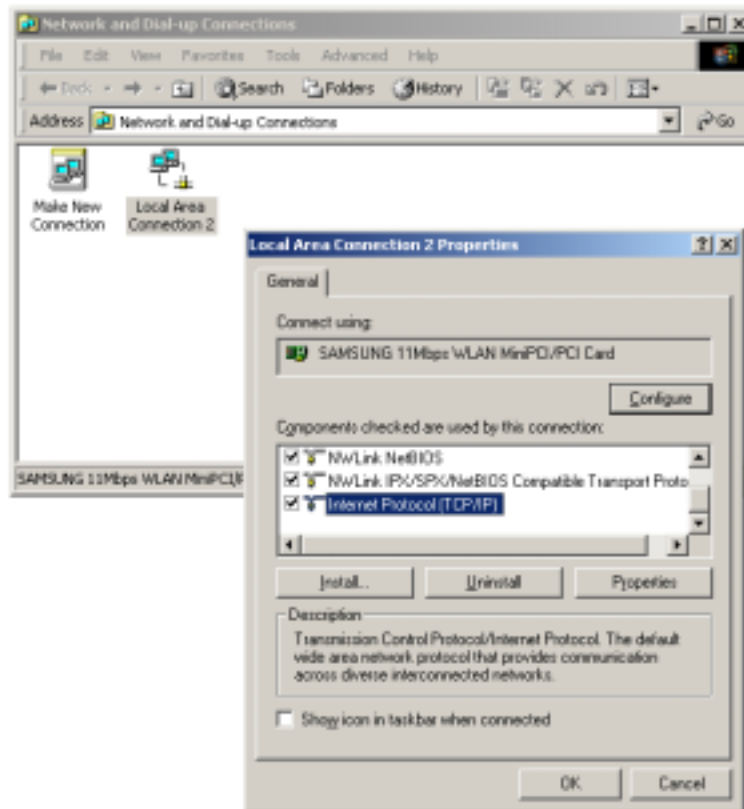 Network and Dial-up Connections
File Edit View Favorites Tools Advanced Help
Back Search Folders History
Address Network and Dial-up Connections Go
Make New Connection
Local Area Connection 2
SAMSUNG 11Mbps WLAN MiniPCI/P
Local Area Connection 2 Properties
General
Connect using:
SAMSUNG 11Mbps WLAN MiniPCI/PCI Card
Configure
Components checked are used by this connection:
NWLink NetBIOS
NWLink IPX/SPX/NetBIOS Compatible Transport Proto
Internet Protocol (TCP/IP)
Install... Uninstall Properties
Description
Transmission Control Protocol/Internet Protocol. The default
wide area network protocol that provides communication
across diverse interconnected networks.
Show icon in taskbar when connected
OK Cancel